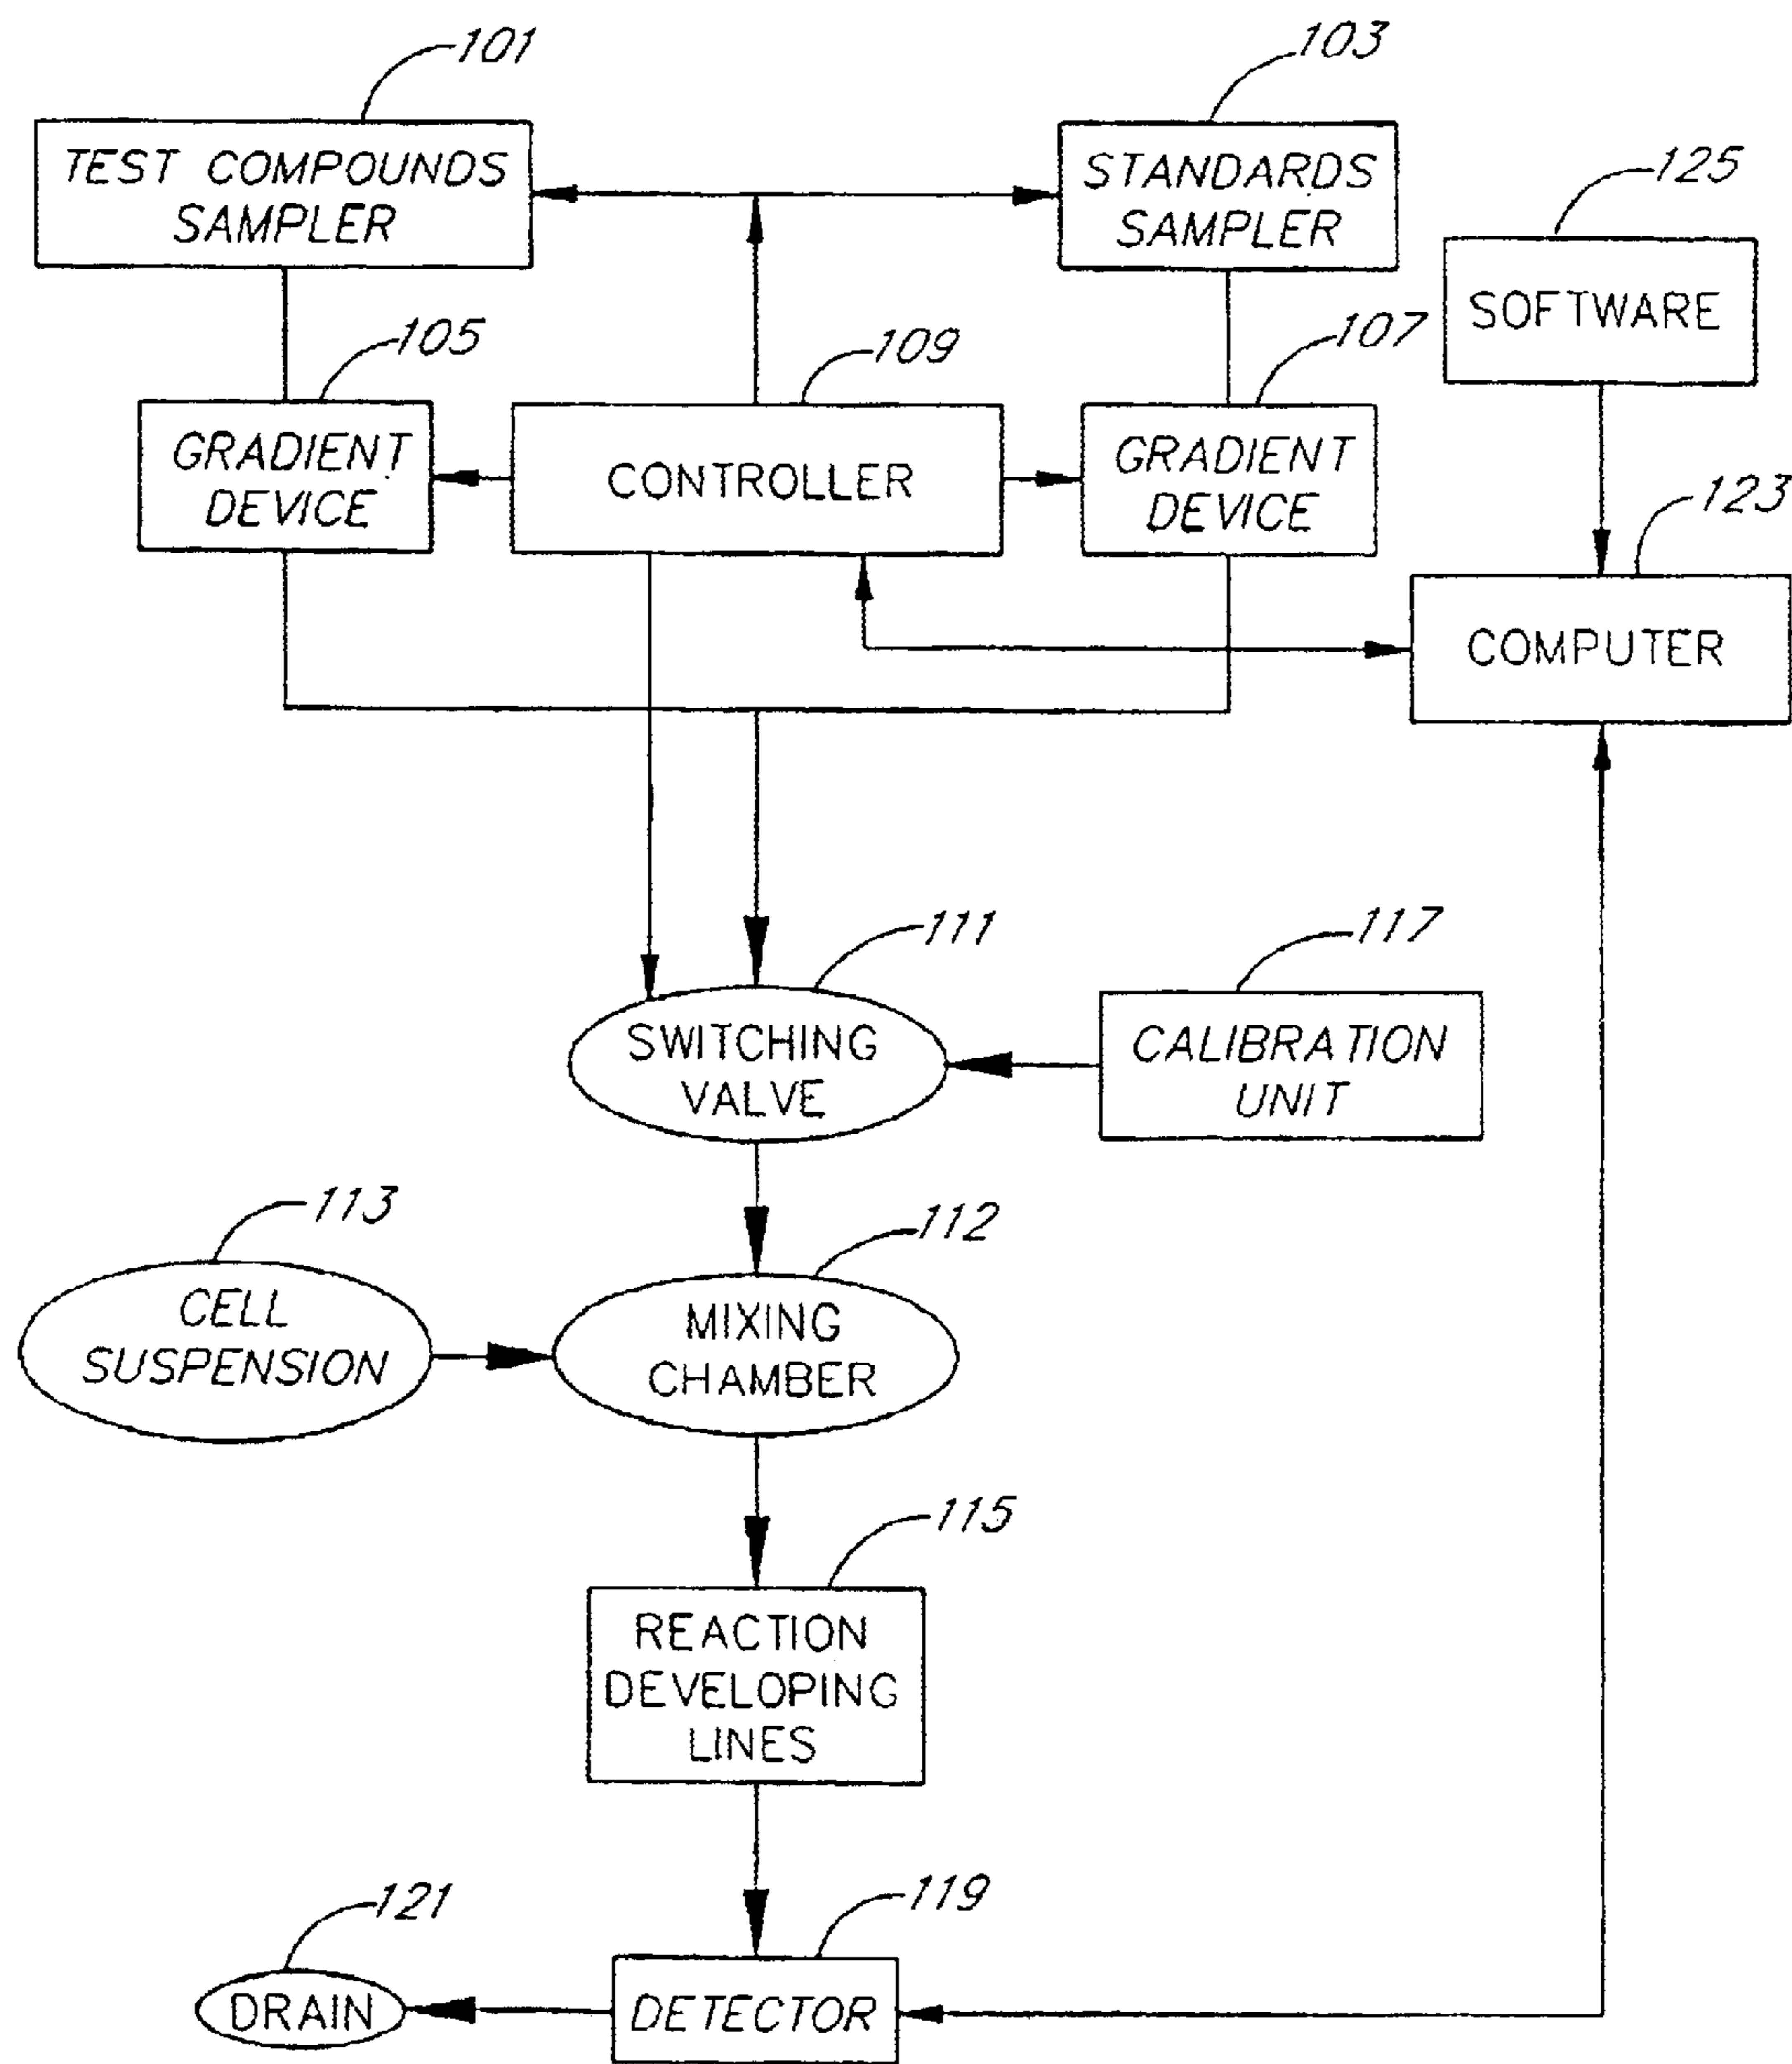 101
103
TEST COMPOUNDS
SAMPLER
STANDARDS
SAMPLER
125
SOFTWARE
105
109
107
GRADIENT
DEVICE
CONTROLLER
GRADIENT
DEVICE
123
COMPUTER
111
117
SWITCHING
VALVE
CALIBRATION
UNIT
113
112
CELL
SUSPENSION
MIXING
CHAMBER
115
REACTION
DEVELOPING
LINES
121
119
DRAIN
DETECTOR